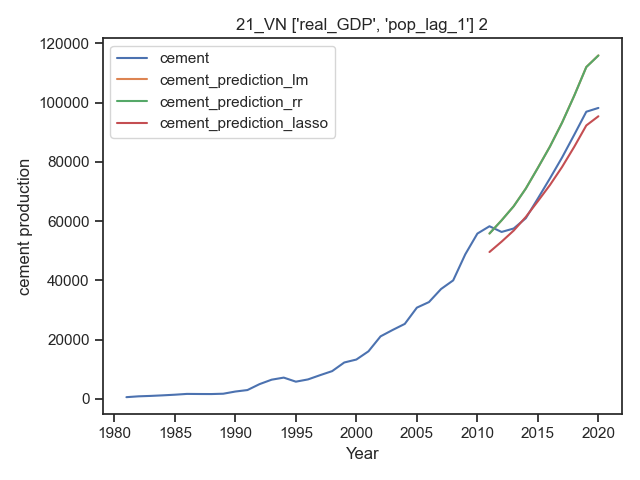 21_VN ['real_GDP', 'pop_lag_1'] 2
120000
100000
80000
60000
40000
20000
0
cement
cement_prediction_lm
cement_prediction_rr
cement_prediction_lasso
cement production
1980 1985 1990 1995 2000 2005 2010 2015 2020
Year